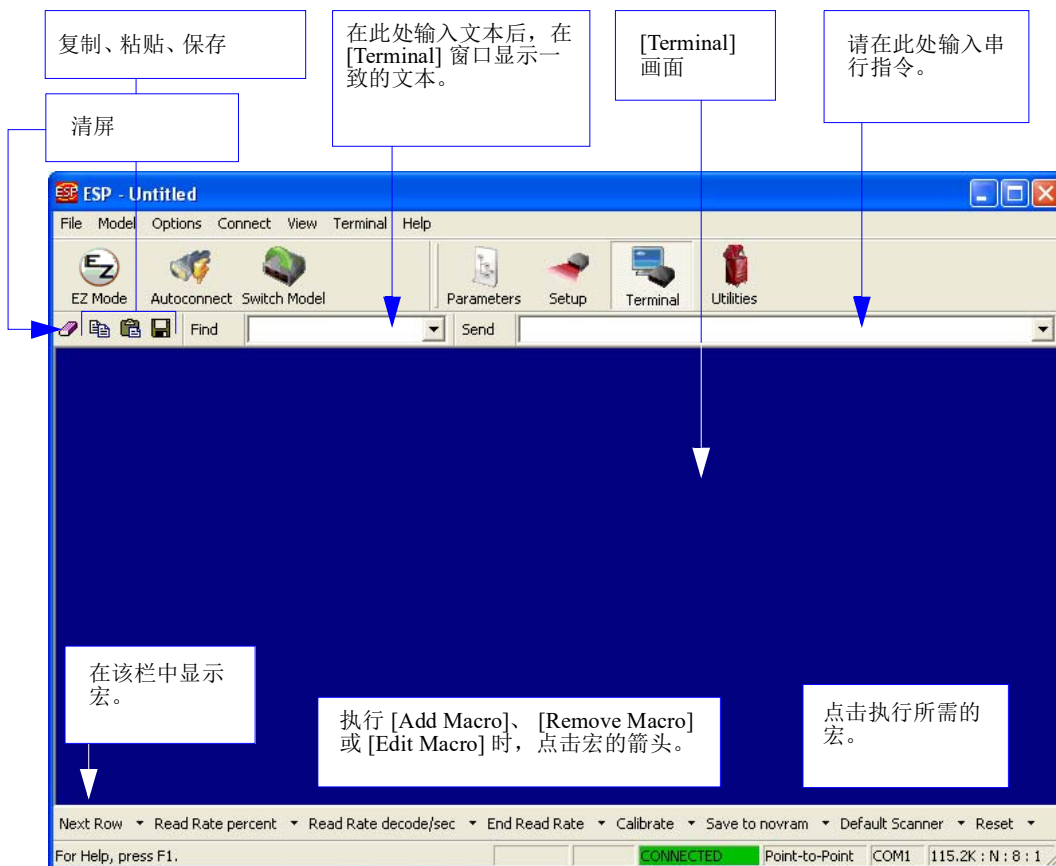 复制、粘贴、保存
清屏
在此处输入文本后，在
[Terminal] 窗口显示一
致的文本。
[Terminal]
画面
请在此处输入串
行指令。
ESP - Untitled
File Model Options Connect View Terminal Help
EZ Mode Autoconnect Switch Model Parameters Setup Terminal Utilities
Find Send
在该栏中显示
宏。
执行 [Add Macro]、 [Remove Macro]
或 [Edit Macro] 时，点击宏的箭头。
点击执行所需的
宏。
Next Row Read Rate percent Read Rate decode/sec End Read Rate Calibrate Save to novram Default Scanner Reset
For Help, press F1. CONNECTED Point-to-Point COM1 115.2K : N : 8 : 1